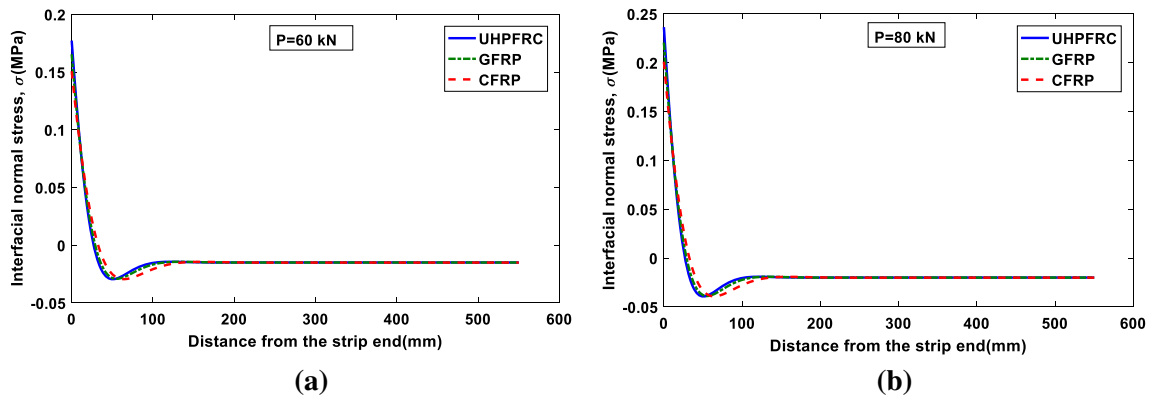 P=60 kN
UHPFRC
GFRP
CFRP
Interfacial normal stress, σ(MPa)
0.2
0.15
0.1
0.05
0
-0.05
0 100 200 300 400 500 600
Distance from the strip end(mm)
(a)
P=80 kN
UHPFRC
GFRP
CFRP
Interfacial normal stress, σ(MPa)
0.25
0.2
0.15
0.1
0.05
0
-0.05
0 100 200 300 400 500 600
Distance from the strip end(mm)
(b)